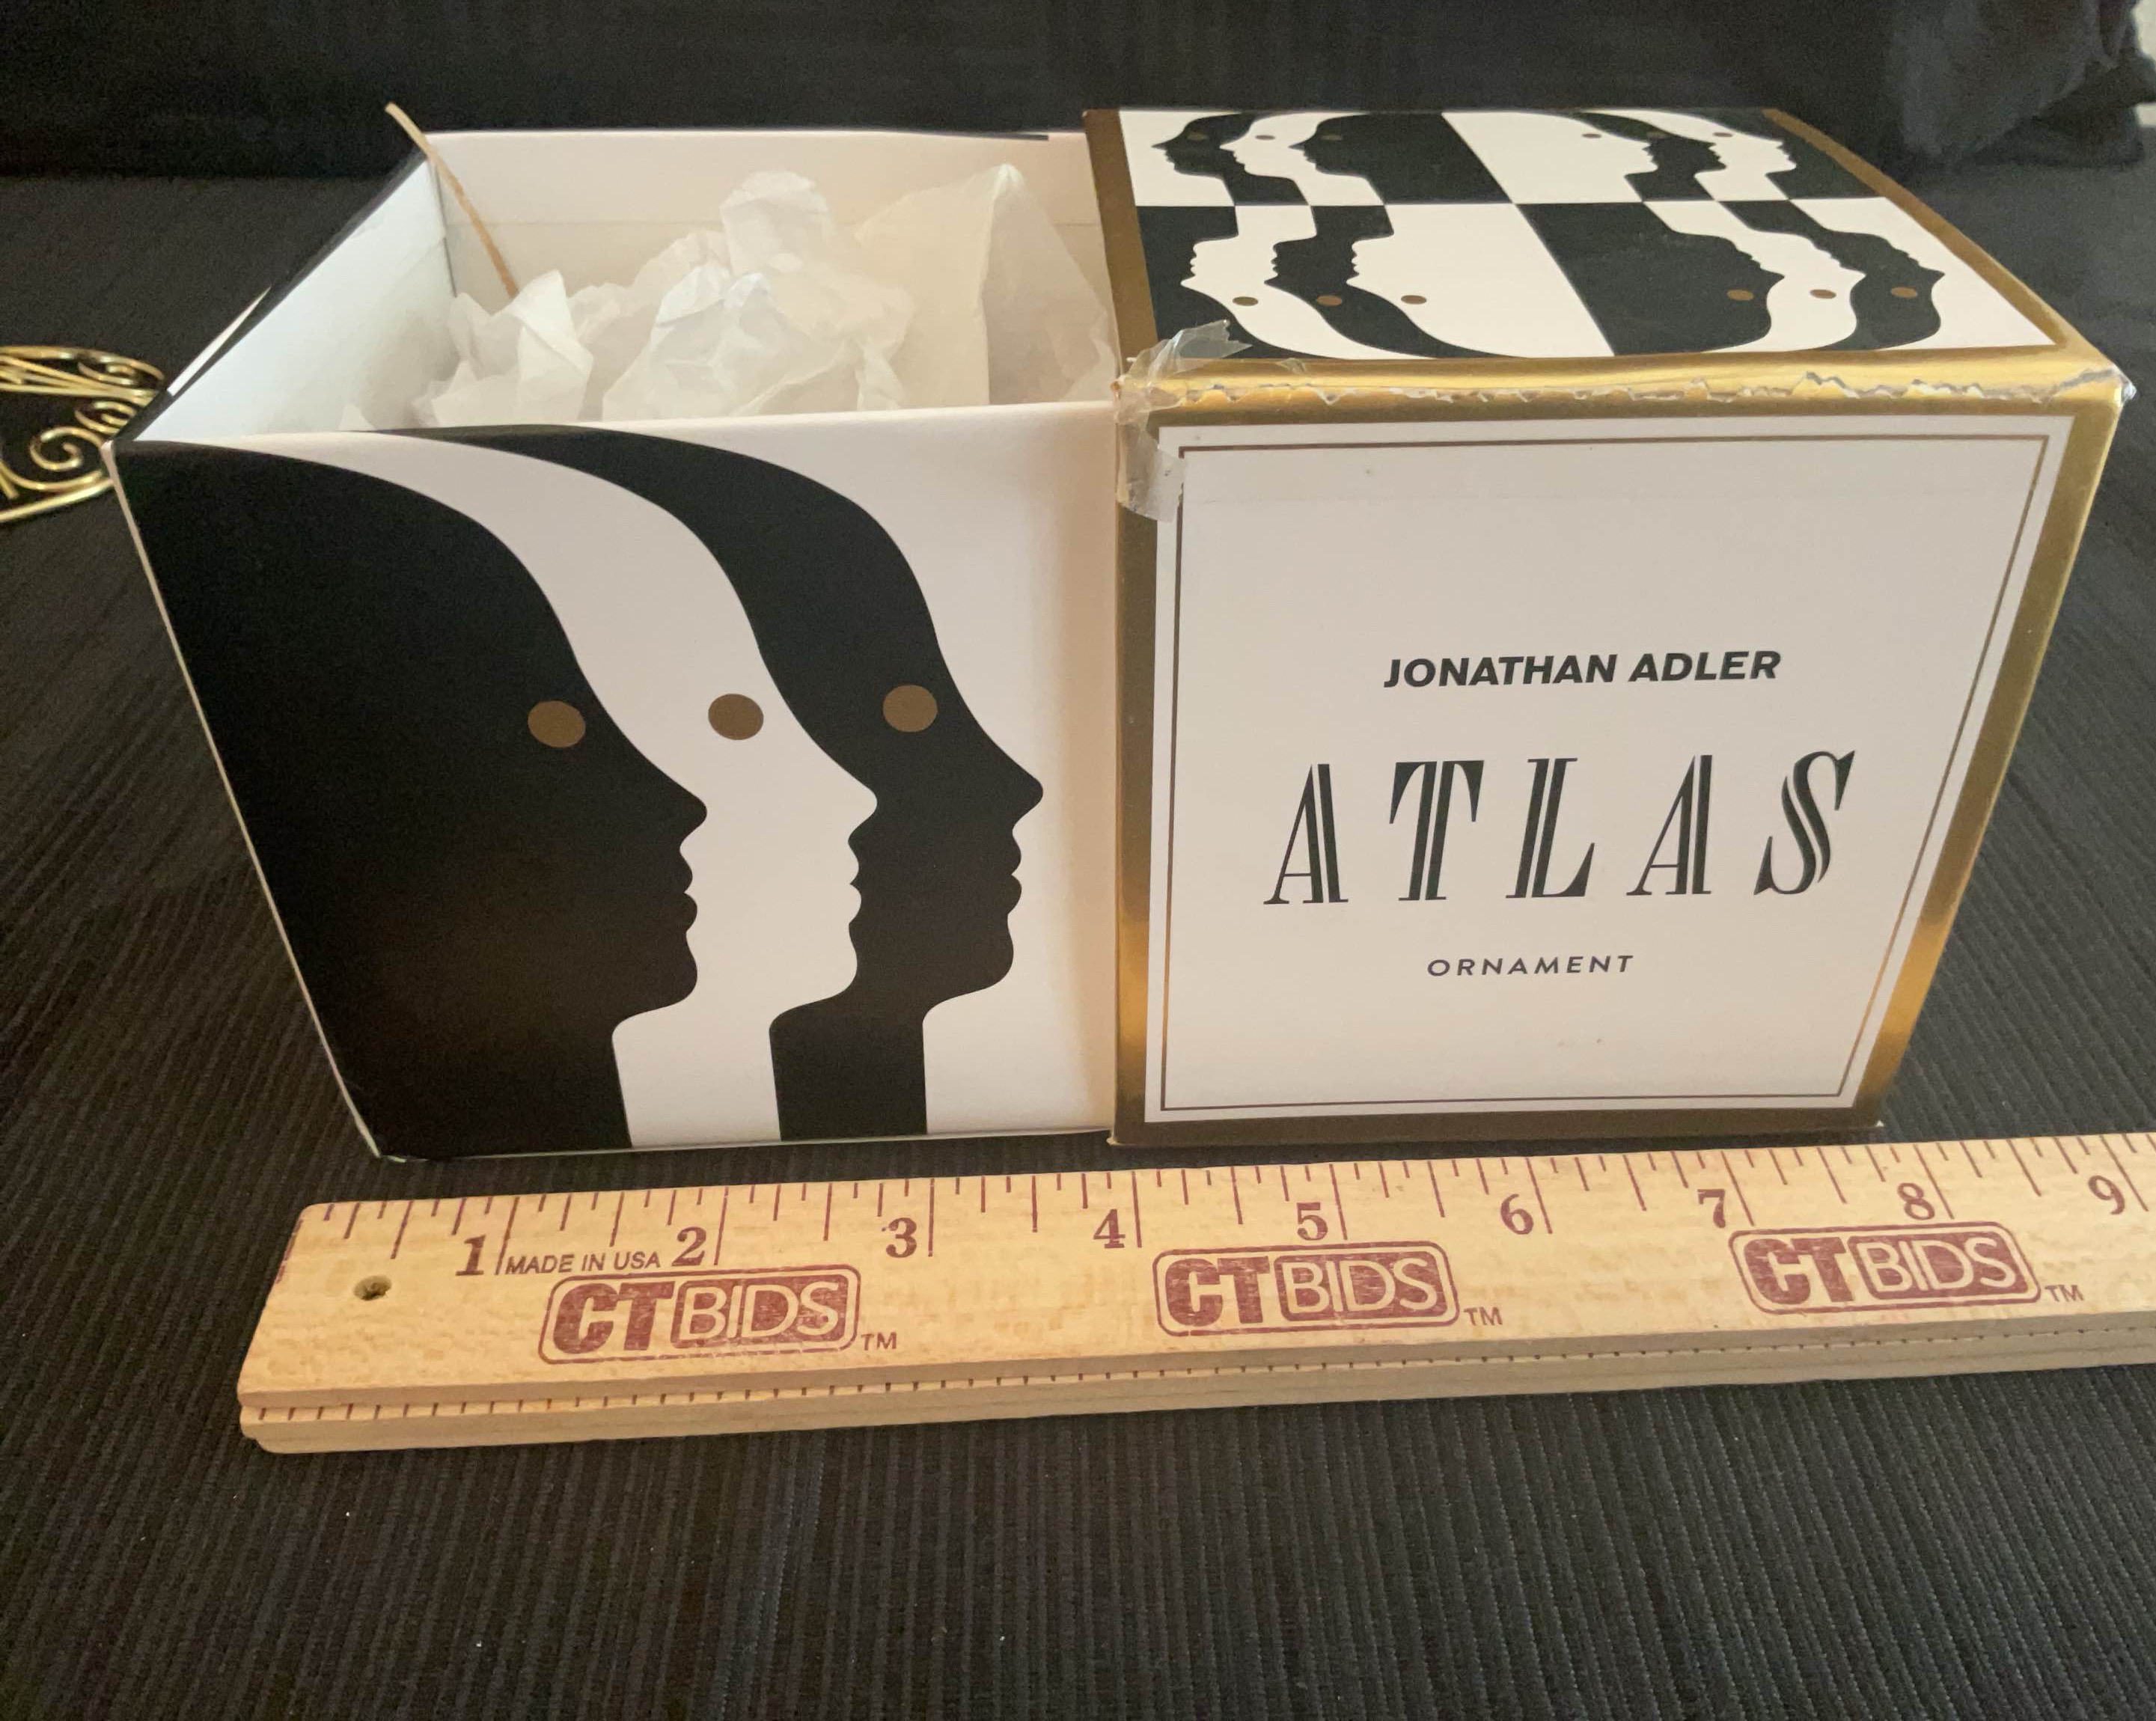 JONATHAN ADLER
ATLAS
ORNAMENT
1 2 3 4 5 6 7 8 9
MADE IN USA
CTBIDS TM CTBIDS TM CTBIDS TM